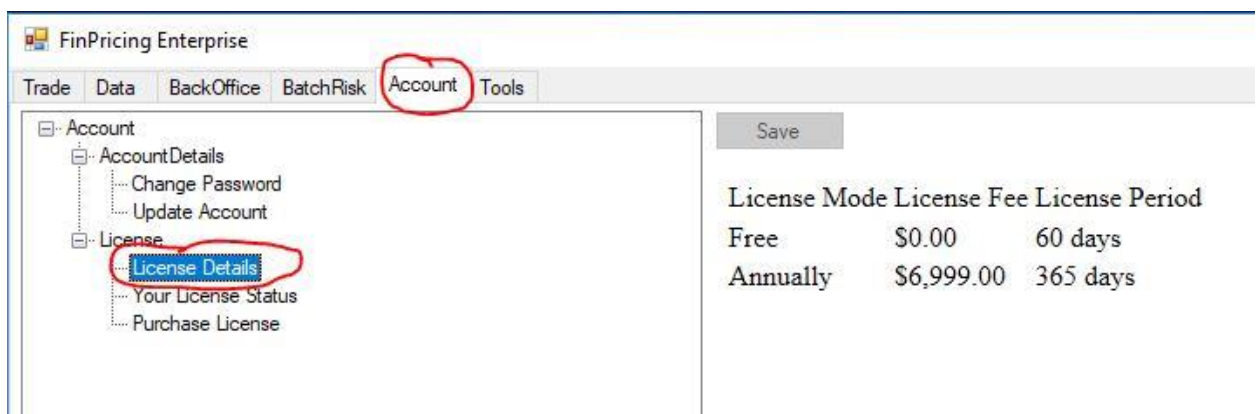 FinPricing Enterprise
Trade Data BackOffice BatchRisk Account Tools
Account
AccountDetails
Change Password
Update Account
License
License Details
Your License Status
Purchase License
Save
License Mode License Fee License Period
Free $0.00 60 days
Annually $6,999.00 365 days